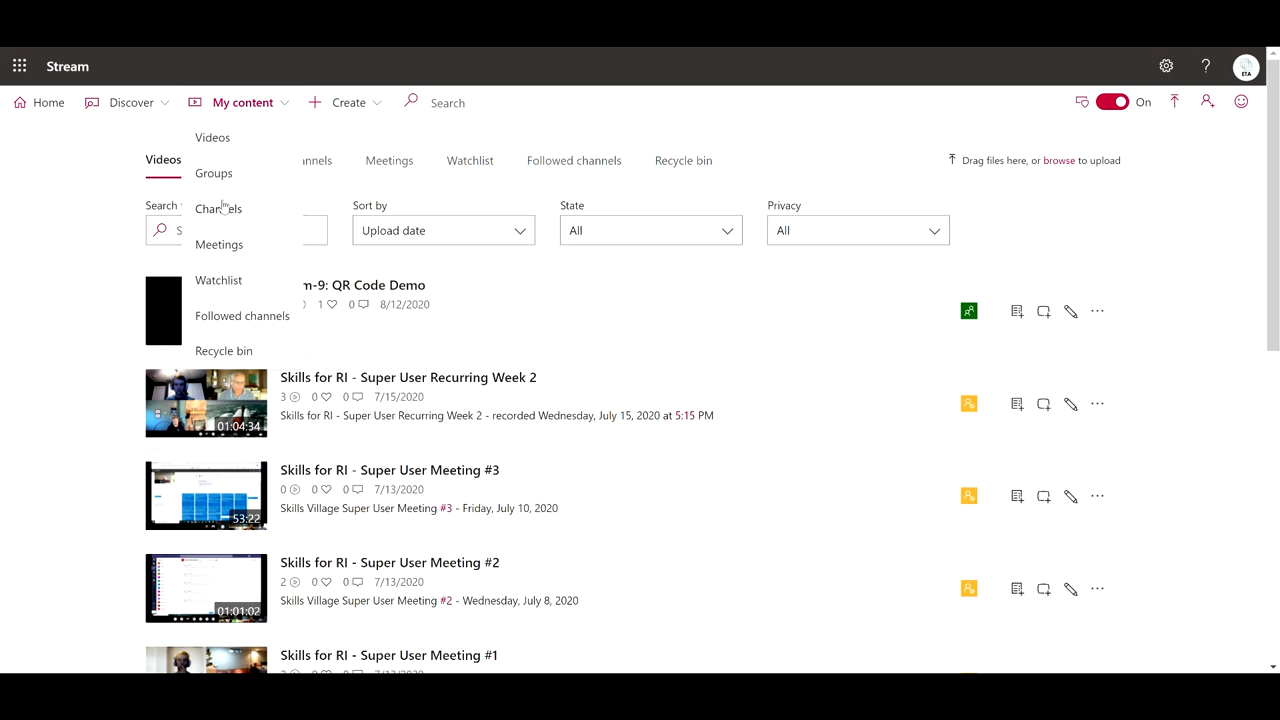 Stream
ETA
Home Discover My content Create Search On
Videos
Groups
Channels
Meetings
Watchlist
Followed channels
Recycle bin
Videos Meetings Watchlist Followed channels Recycle bin Drag files here, or browse to upload
Search Sort by State Privacy
Upload date All All
m-9: QR Code Demo
1 0 8/12/2020
Skills for RI - Super User Recurring Week 2
3 0 0 7/15/2020
Skills for RI - Super User Recurring Week 2 - recorded Wednesday, July 15, 2020 at 5:15 PM
01:04:34
Skills for RI - Super User Meeting #3
0 0 0 7/13/2020
Skills Village Super User Meeting #3 - Friday, July 10, 2020
53:22
Skills for RI - Super User Meeting #2
2 0 0 7/13/2020
Skills Village Super User Meeting #2 - Wednesday, July 8, 2020
01:01:02
Skills for RI - Super User Meeting #1